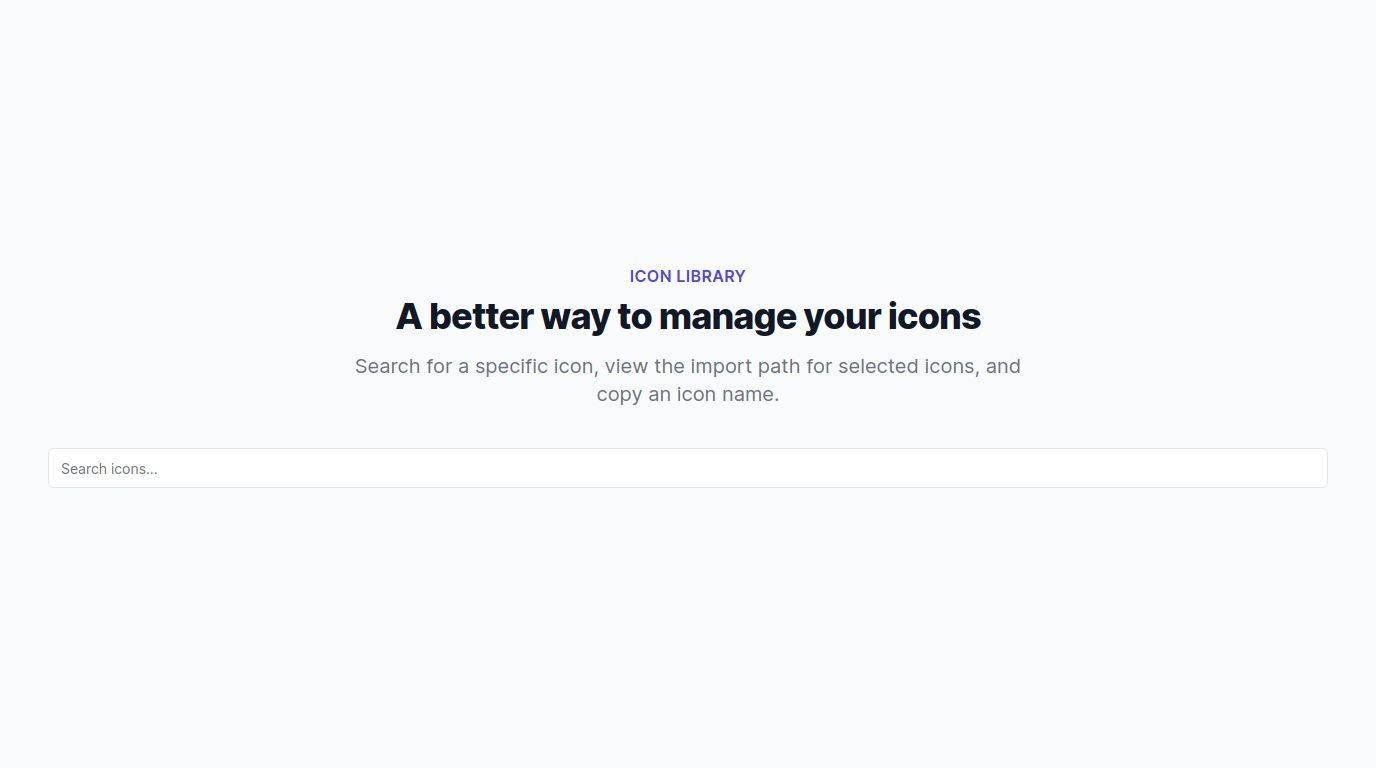 ICON LIBRARY
A better way to manage your icons
Search for a specific icon, view the import path for selected icons, and
copy an icon name.
Search icons...